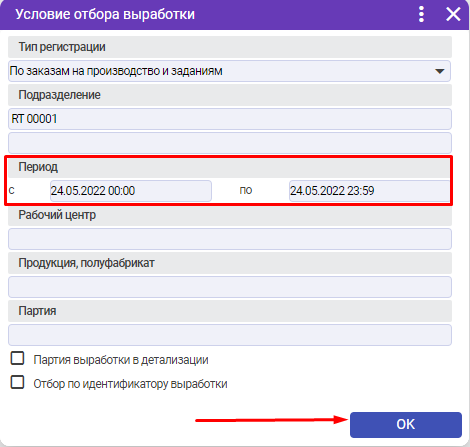 Условие отбора выработки
Тип регистрации
По заказам на производство и заданиям
Подразделение
RT 00001
Период
с 24.05.2022 00:00 по 24.05.2022 23:59
Рабочий центр
Продукция, полуфабрикат
Партия
Партия выработки в детализации
Отбор по идентификатору выработки
OK